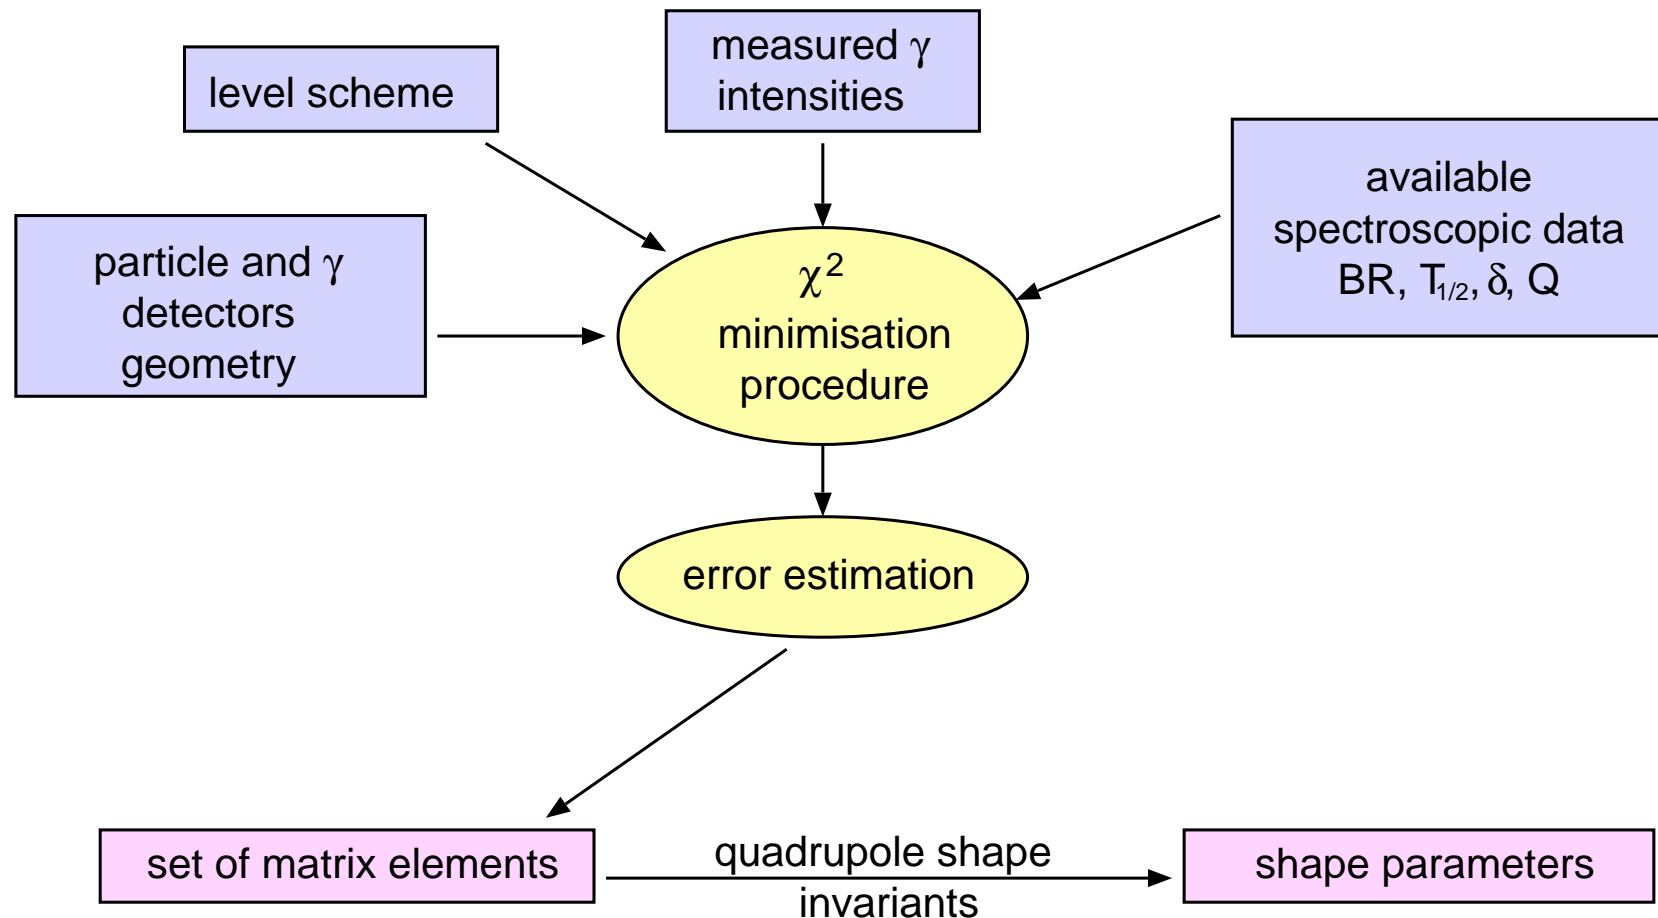 measured γ
intensities
level scheme
available
spectroscopic data
BR, T1/2, δ, Q
particle and γ
detectors
geometry
χ2
minimisation
procedure
error estimation
set of matrix elements
quadrupole shape
invariants
shape parameters